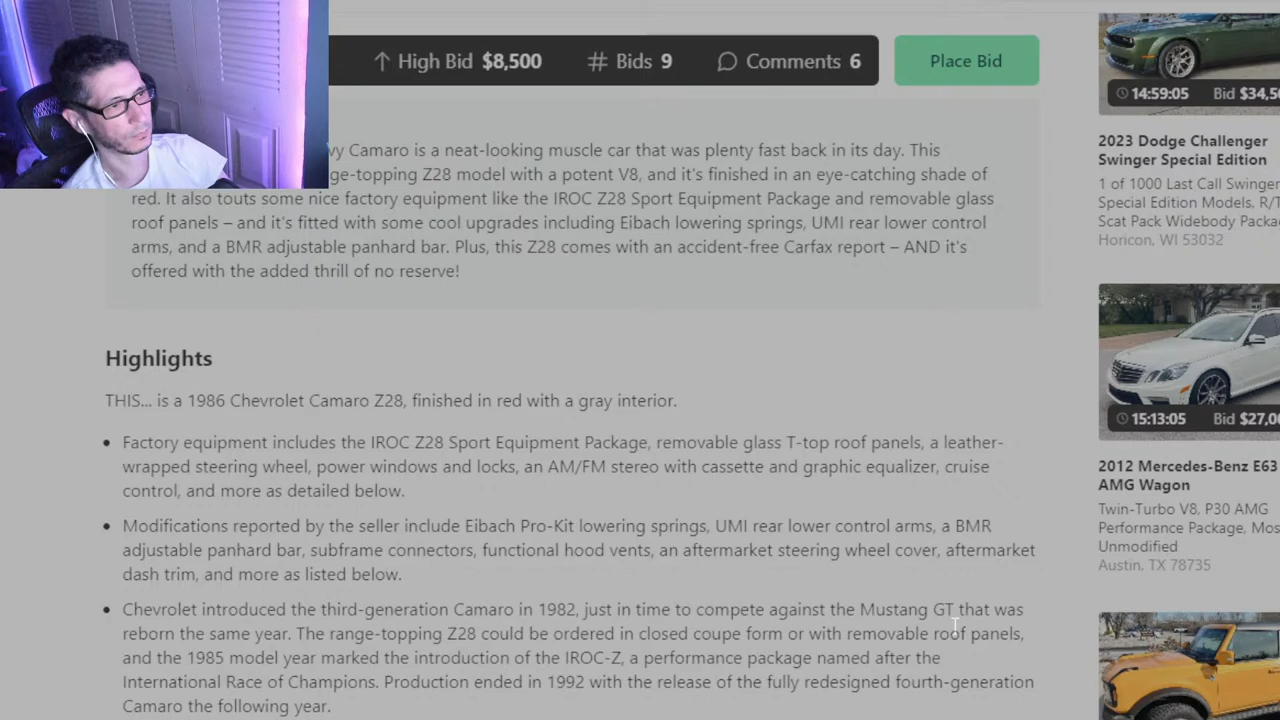 High Bid $8,500
Bids 9
Comments 6
Place Bid
vy Camaro is a neat-looking muscle car that was plenty fast back in its day. This
ge-topping Z28 model with a potent V8, and it's finished in an eye-catching shade of
red. It also touts some nice factory equipment like the IROC Z28 Sport Equipment Package and removable glass
roof panels – and it's fitted with some cool upgrades including Eibach lowering springs, UMI rear lower control
arms, and a BMR adjustable panhard bar. Plus, this Z28 comes with an accident-free Carfax report – AND it's
offered with the added thrill of no reserve!
Highlights
THIS... is a 1986 Chevrolet Camaro Z28, finished in red with a gray interior.
• Factory equipment includes the IROC Z28 Sport Equipment Package, removable glass T-top roof panels, a leather-
wrapped steering wheel, power windows and locks, an AM/FM stereo with cassette and graphic equalizer, cruise
control, and more as detailed below.
• Modifications reported by the seller include Eibach Pro-Kit lowering springs, UMI rear lower control arms, a BMR
adjustable panhard bar, subframe connectors, functional hood vents, an aftermarket steering wheel cover, aftermarket
dash trim, and more as listed below.
• Chevrolet introduced the third-generation Camaro in 1982, just in time to compete against the Mustang GT that was
reborn the same year. The range-topping Z28 could be ordered in closed coupe form or with removable roof panels,
and the 1985 model year marked the introduction of the IROC-Z, a performance package named after the
International Race of Champions. Production ended in 1992 with the release of the fully redesigned fourth-generation
Camaro the following year.
14:59:05 Bid $34,50
2023 Dodge Challenger
Swinger Special Edition
1 of 1000 Last Call Swinger
Special Edition Models, R/T
Scat Pack Widebody Packa
Horicon, WI 53032
15:13:05 Bid $27,00
2012 Mercedes-Benz E63
AMG Wagon
Twin-Turbo V8, P30 AMG
Performance Package, Mos
Unmodified
Austin, TX 78735